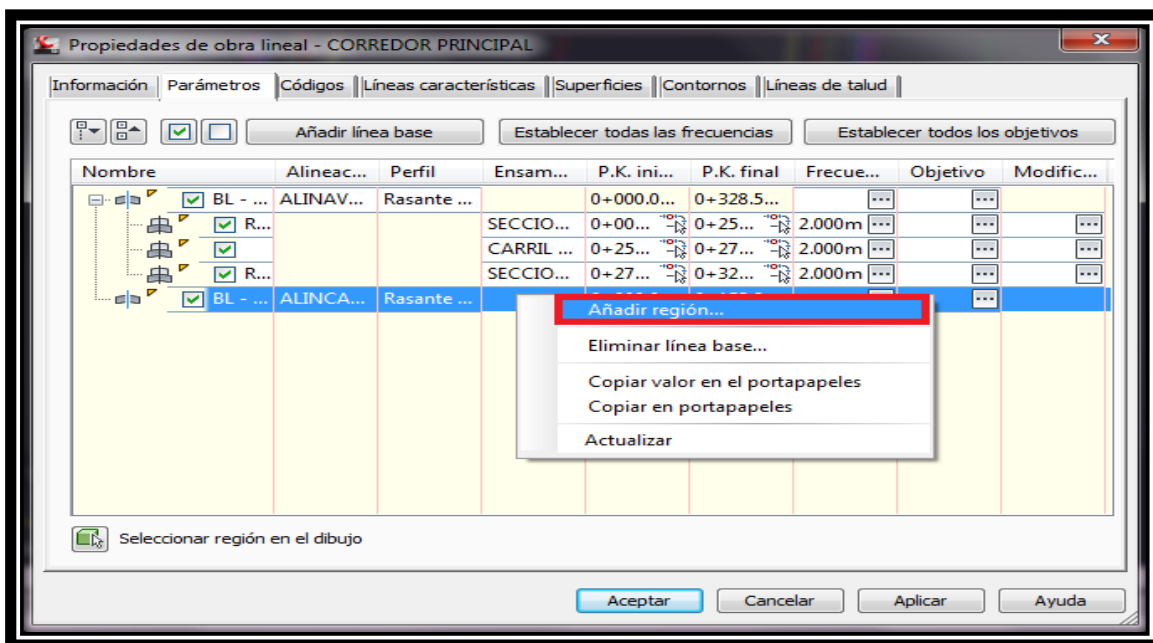 Propiedades de obra lineal - CORREDOR PRINCIPAL
Información Parámetros Códigos Líneas características Superficies Contornos Líneas de talud
Añadir línea base Establecer todas las frecuencias Establecer todos los objetivos
Nombre Alineac... Perfil Ensam... P.K. ini... P.K. final Frecue... Objetivo Modific...
BL - ... ALINAV... Rasante ... 0+000.0... 0+328.5...
R... SECCIO... 0+00... 0+25... 2.000m
CARRIL ... 0+25... 0+27... 2.000m
R... SECCIO... 0+27... 0+32... 2.000m
BL - ... ALINCA... Rasante ...
Añadir región...
Eliminar línea base...
Copiar valor en el portapapeles
Copiar en portapapeles
Actualizar
Seleccionar región en el dibujo
Aceptar Cancelar Aplicar Ayuda